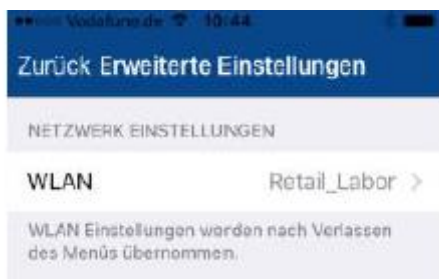 Vodafone.de 10:44
Zurück Erweiterte Einstellungen
NETZWERK EINSTELLUNGEN
WLAN Retail_Labor >
WLAN Einstellungen werden nach Verlassen
des Menüs übernommen.